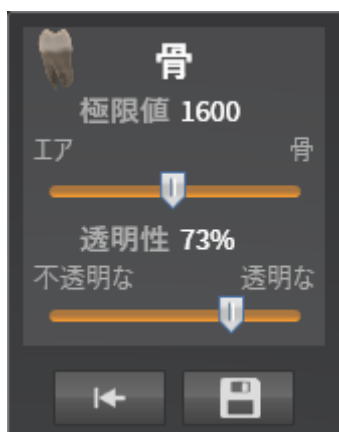 骨
極限値 1600
エア 骨
透明性 73%
不透明な 透明な